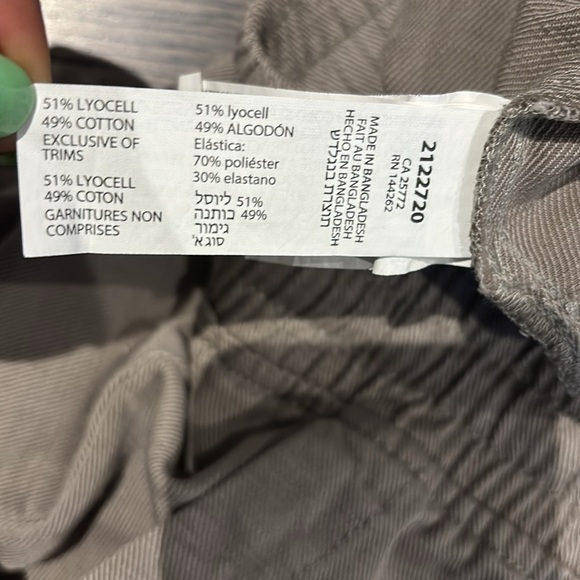 51% LYOCELL
49% COTTON
EXCLUSIVE OF
TRIMS
51% LYOCELL
49% COTON
GARNITURES NON
COMPRISES
51% lyocell
49% ALGODÓN
Elástica:
70% poliéster
30% elastano
51% ליוסל
49% כותנה
גימור
סוג א'
MADE IN BANGLADESH
FAIT AU BANGLADESH
HECHO EN BANGLADESH
תוצרת בנגלדש
2122720
CA 25772
RN 144262